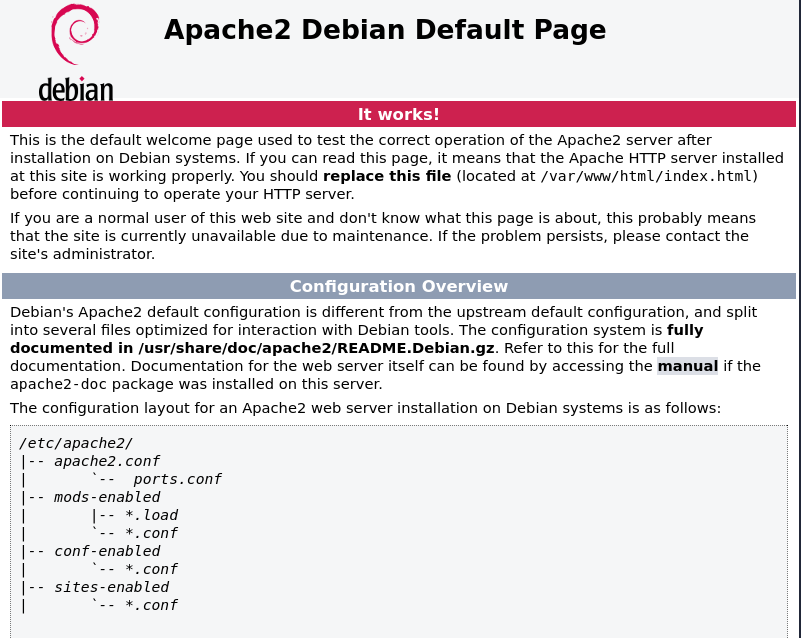 Apache2 Debian Default Page
debian
It works!
This is the default welcome page used to test the correct operation of the Apache2 server after
installation on Debian systems. If you can read this page, it means that the Apache HTTP server installed
at this site is working properly. You should replace this file (located at /var/www/html/index.html)
before continuing to operate your HTTP server.
If you are a normal user of this web site and don't know what this page is about, this probably means
that the site is currently unavailable due to maintenance. If the problem persists, please contact the
site's administrator.
Configuration Overview
Debian's Apache2 default configuration is different from the upstream default configuration, and split
into several files optimized for interaction with Debian tools. The configuration system is fully
documented in /usr/share/doc/apache2/README.Debian.gz. Refer to this for the full
documentation. Documentation for the web server itself can be found by accessing the manual if the
apache2-doc package was installed on this server.
The configuration layout for an Apache2 web server installation on Debian systems is as follows:
/etc/apache2/
|-- apache2.conf
|       `--  ports.conf
|-- mods-enabled
|       |-- *.load
|       `-- *.conf
|-- conf-enabled
|       `-- *.conf
|-- sites-enabled
|       `-- *.conf